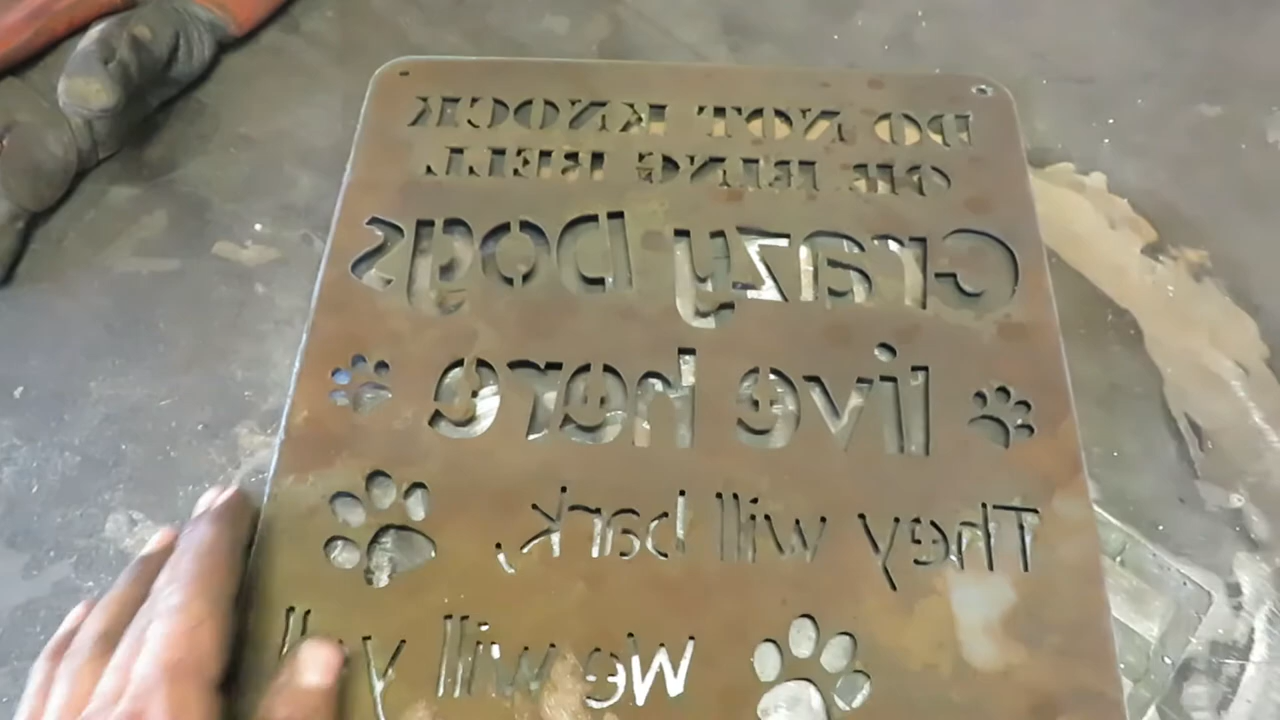 DO NOT KNOCK
OR RING BELL
Crazy Dogs
live here
They will bark,
We will